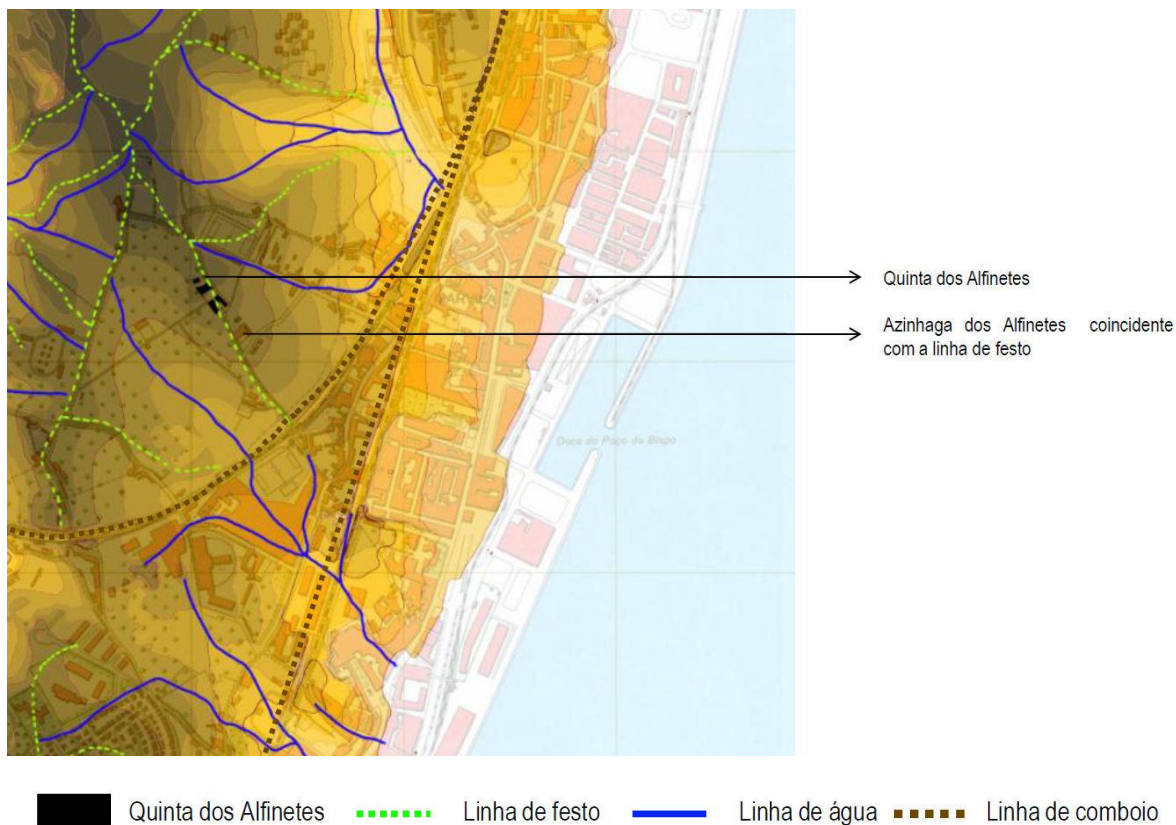 MARVILA
Doca do Poço do Bispo
Quinta dos Alfinetes
Azinhaga dos Alfinetes coincidente
com a linha de festo
Quinta dos Alfinetes
Linha de festo
Linha de água
Linha de comboio